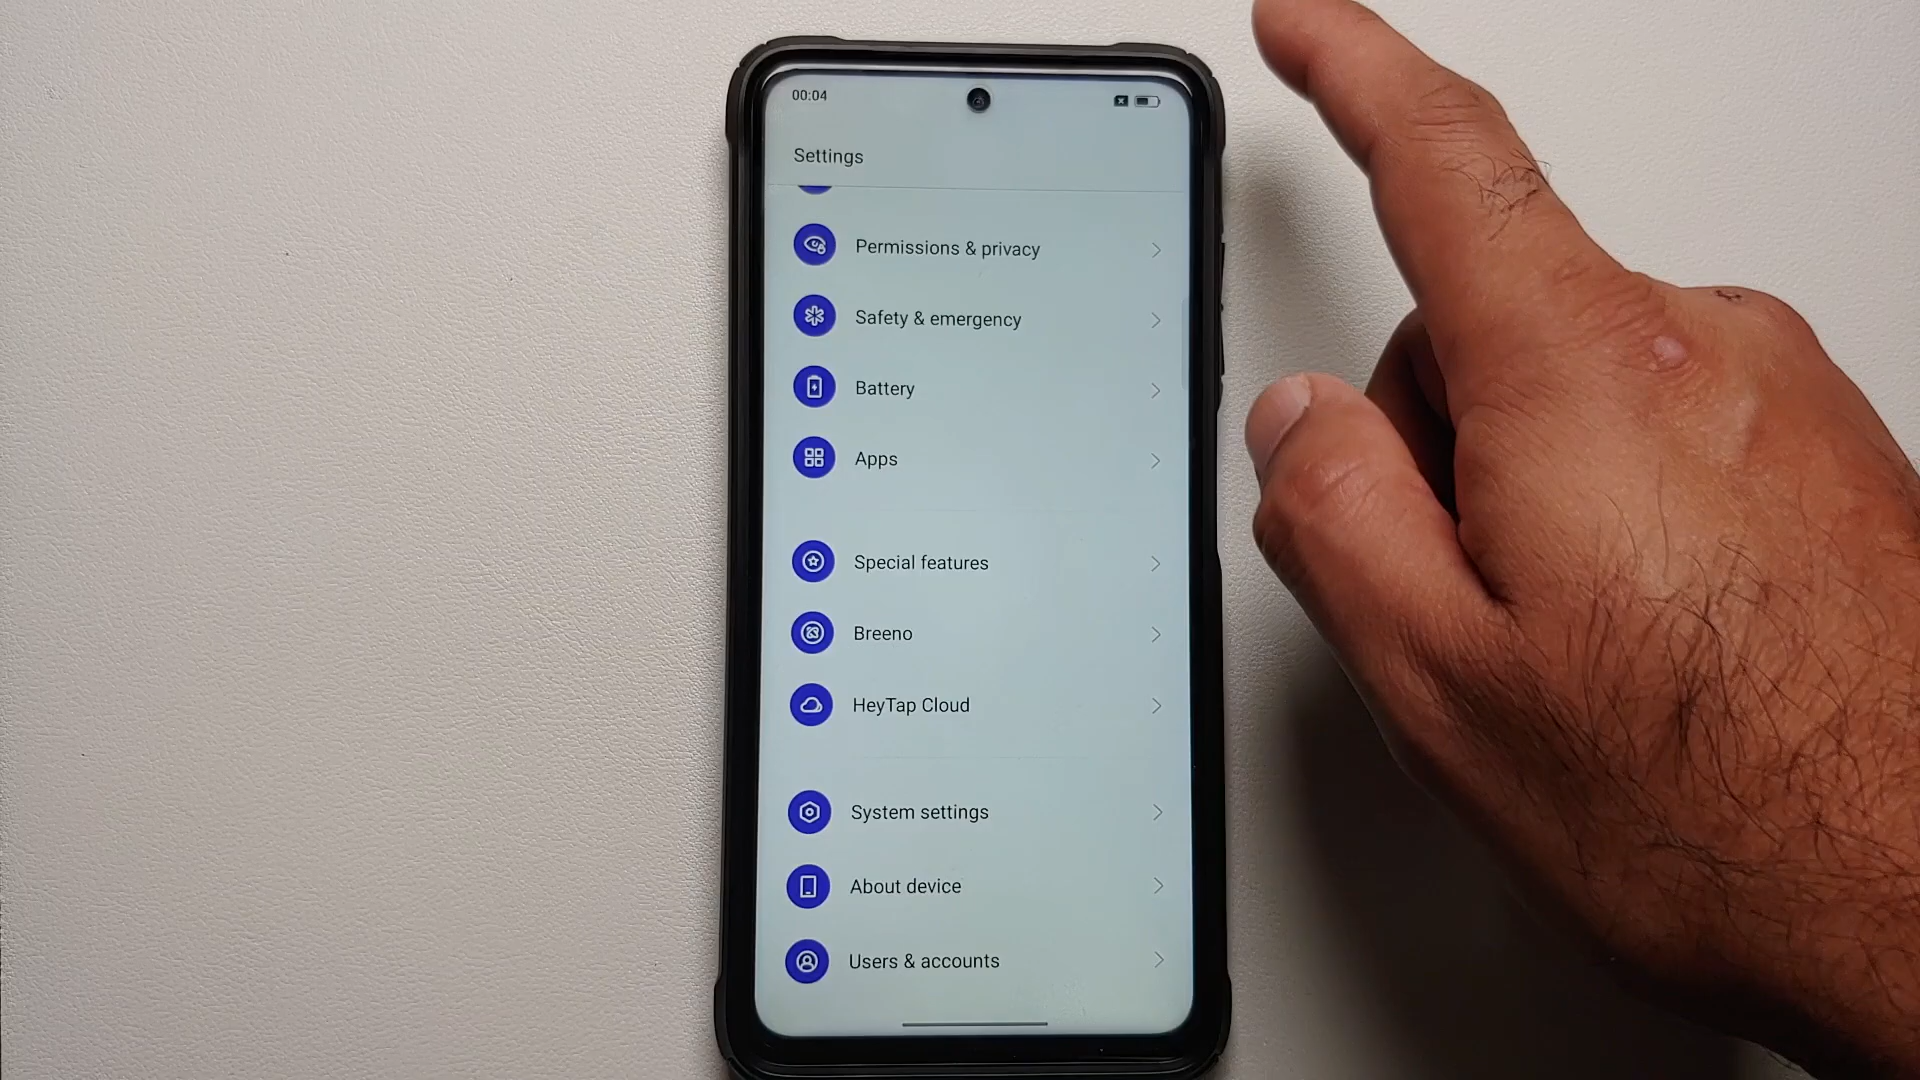 00:04
Settings
Permissions & privacy
Safety & emergency
Battery
Apps
Special features
Breeno
HeyTap Cloud
System settings
About device
Users & accounts